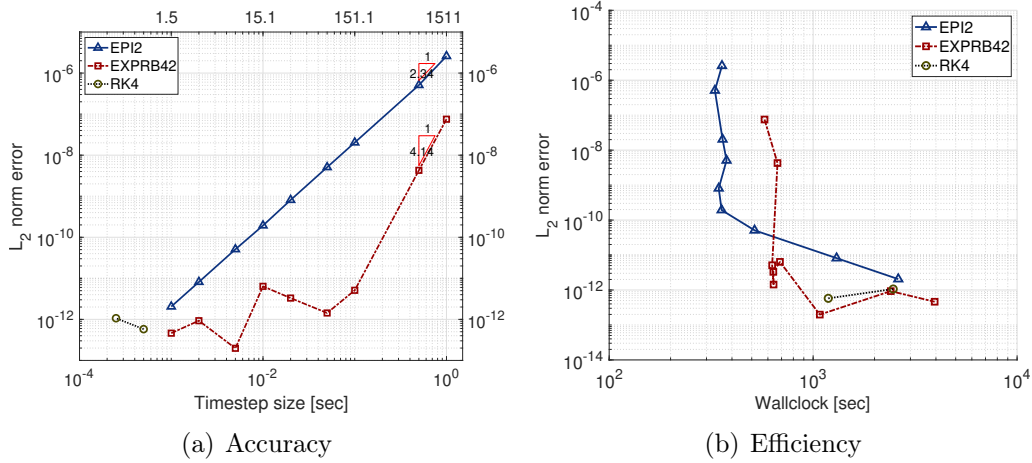 1.5 15.1 151.1 1511
EPI2
EXPRB42
RK4
10^-6
10^-8
10^-10
10^-12
L2 norm error
1
2.34
1
4.14
10^-6
10^-8
10^-10
10^-12
10^-4 10^-2 10^0
Timestep size [sec]
(a) Accuracy
10^-4
10^-6
10^-8
10^-10
10^-12
10^-14
L2 norm error
EPI2
EXPRB42
RK4
10^2 10^3 10^4
Wallclock [sec]
(b) Efficiency